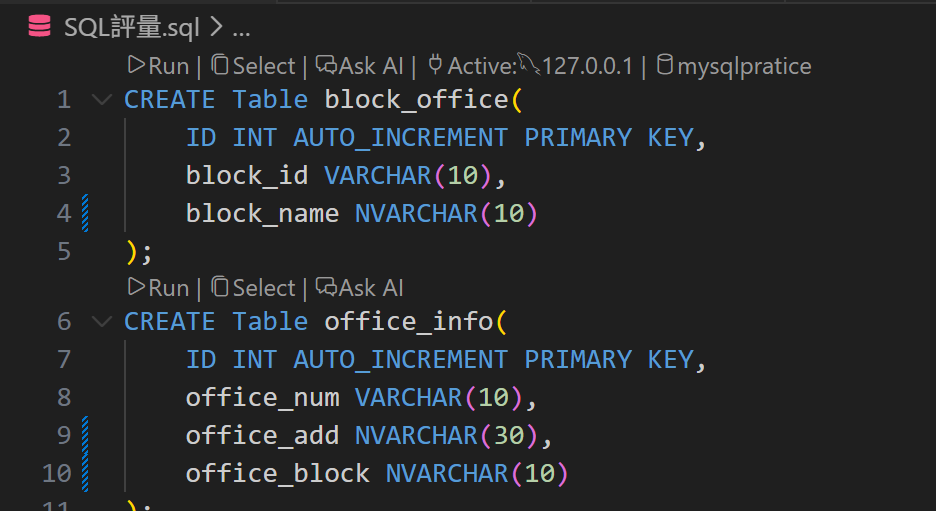 SQL評量.sql > ...
Run | Select | Ask AI | Active: 127.0.0.1 | mysqlpratice
1 CREATE Table block_office(
2 ID INT AUTO_INCREMENT PRIMARY KEY,
3 block_id VARCHAR(10),
4 block_name NVARCHAR(10)
5 );
Run | Select | Ask AI
6 CREATE Table office_info(
7 ID INT AUTO_INCREMENT PRIMARY KEY,
8 office_num VARCHAR(10),
9 office_add NVARCHAR(30),
10 office_block NVARCHAR(10)
11 );